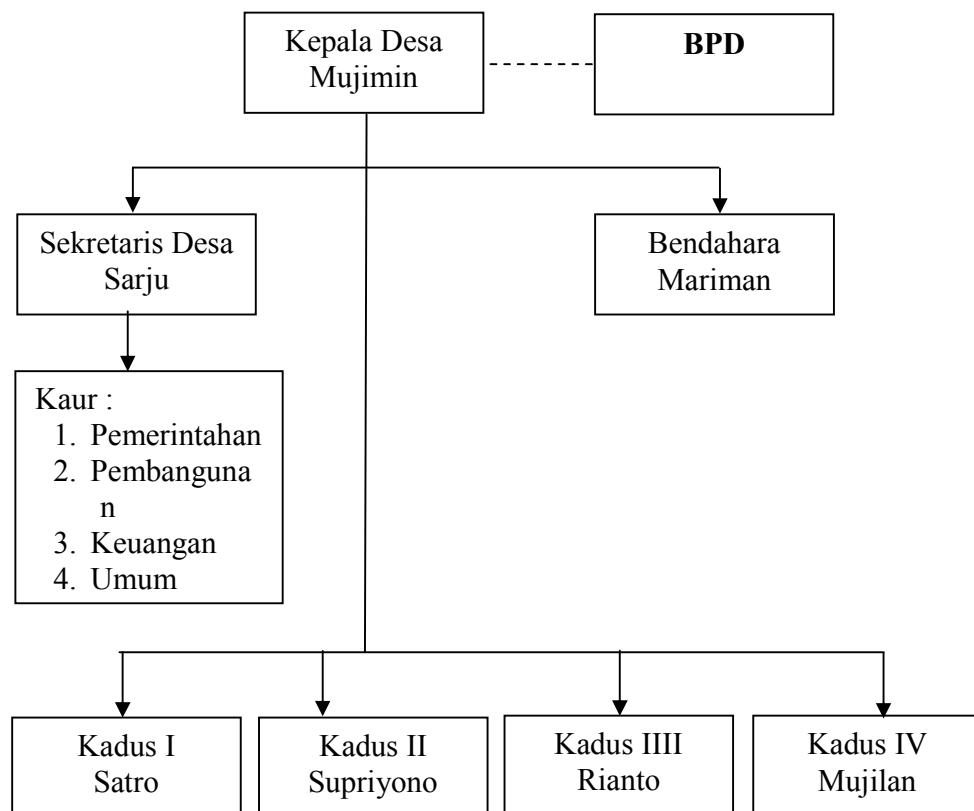 Kepala Desa
Mujimin
BPD
Sekretaris Desa
Sarju
Bendahara
Mariman
Kaur :
1. Pemerintahan
2. Pembanguna
n
3. Keuangan
4. Umum
Kadus I
Satro
Kadus II
Supriyono
Kadus IIII
Rianto
Kadus IV
Mujilan